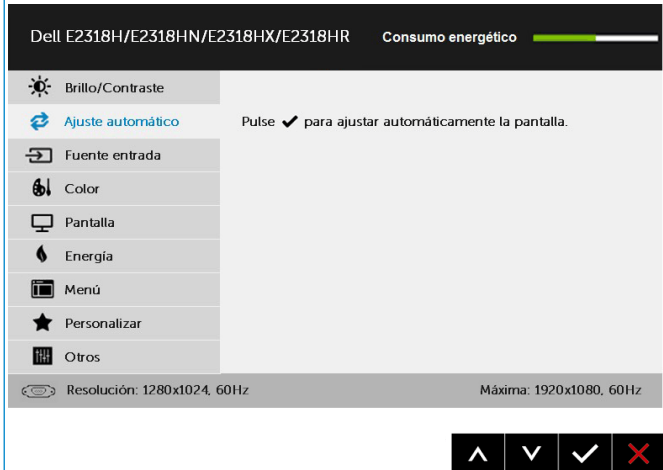 Dell E2318H/E2318HN/E2318HX/E2318HR Consumo energético
Brillo/Contraste
Ajuste automático
Pulse ✔ para ajustar automáticamente la pantalla.
Fuente entrada
Color
Pantalla
Energía
Menú
Personalizar
Otros
Resolución: 1280x1024, 60Hz
Máxima: 1920x1080, 60Hz